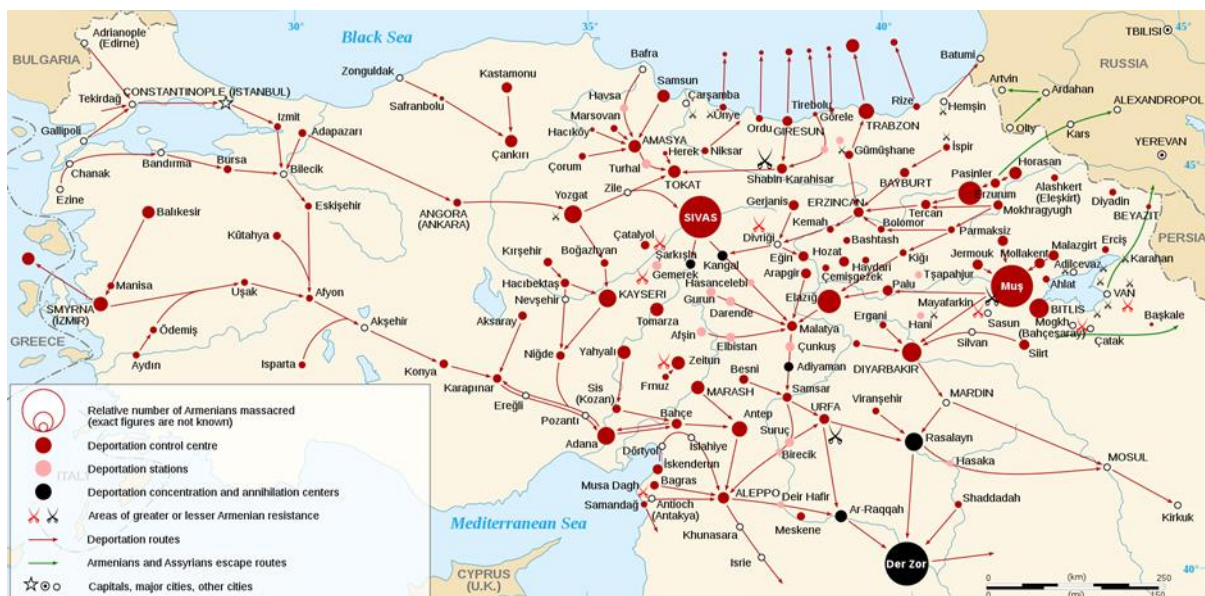 30°
35°
40°
45°
Adrianople
(Edirne)
Black Sea
TBILISI
BULGARIA
Bafra
Batumi
RUSSIA
Zonguldak
Kastamonu
Samsun
Artvin
CONSTANTINOPLE (ISTANBUL)
Havsa
Çarşamba
Tirebolu
Rize
Hemşin
Ardahan
ALEXANDROPOL
Tekirdağ
Safranbolu
Marsovan
Ünye
Ordu
GIRESUN
Görele
TRABZON
Izmit
Adapazarı
Hacıköy
AMASYA
Olty
Kars
YEREVAN
Gallipoli
Bandırma
Bursa
Çankırı
Herek
Niksar
Gümüşhane
İspir
Horasan
45°
Chanak
Bilecik
Çorum
Turhal
Pasinler
Ezine
TOKAT
Shabin-Karahisar
BAYBURT
Erzurum
Alashkert
(Eleşkirt)
Diyadin
Zile
Yozgat
Balıkesir
Eskişehir
ANGORA
(ANKARA)
SIVAS
Gerjanis
ERZINCAN
Tercan
Mokhragyugh
BEYAZIT
Kemah
Bolomor
PERSIA
Kütahya
Kırşehir
Boğazlıyan
Çatalyol
Divriği
Bashtash
Parmaksiz
Şarkışla
Eğin
Hozat
Kiğı
Jermouk
Mollakent
Malazgirt
Erciş
Gemerek
Kangal
Arapgir
Haydari
Adilcevaz
Karahan
Çemişgezek
Tşapahjur
Manisa
Hacıbektaş
Hasancelebi
Muş
Ahlat
Uşak
Afyon
Nevşehir
KAYSERI
Gurun
Elazığ
Palu
Mayafarkin
VAN
SMYRNA
(İZMIR)
Akşehir
Aksaray
Tomarza
Darende
Ergani
Hani
Sasun
BITLIS
Mogkh
(Bahçesaray)
Başkale
Ödemiş
Afşin
Malatya
Silvan
Çatak
GREECE
Niğde
Yahyalı
Elbistan
Çunkuş
Siirt
Aydın
Isparta
Konya
Karapınar
Zeitun
Adiyaman
DIYARBAKIR
Sis
(Kozan)
Frnuz
Besni
MARDIN
Ereğli
MARASH
Samsar
Pozantı
Bahçe
Antep
URFA
Viranşehir
Adana
Suruç
Rasalayn
Dörtyol
Islahiye
Birecik
MOSUL
İskenderun
Hasaka
Musa Dagh
Bagras
ALEPPO
Deir Hafir
Samandağ
Antioch
(Antakya)
Ar-Raqqah
Shaddadah
Kirkuk
Mediterranean Sea
Khunasara
Meskene
Isrie
Der Zor
CYPRUS
(U.K.)
40°
ITALY
Relative number of Armenians massacred
(exact figures are not known)
Deportation control centre
Deportation stations
Deportation concentration and annihilation centers
Areas of greater or lesser Armenian resistance
Deportation routes
Armenians and Assyrians escape routes
Capitals, major cities, other cities
0 (km) 250
0 (mi) 150